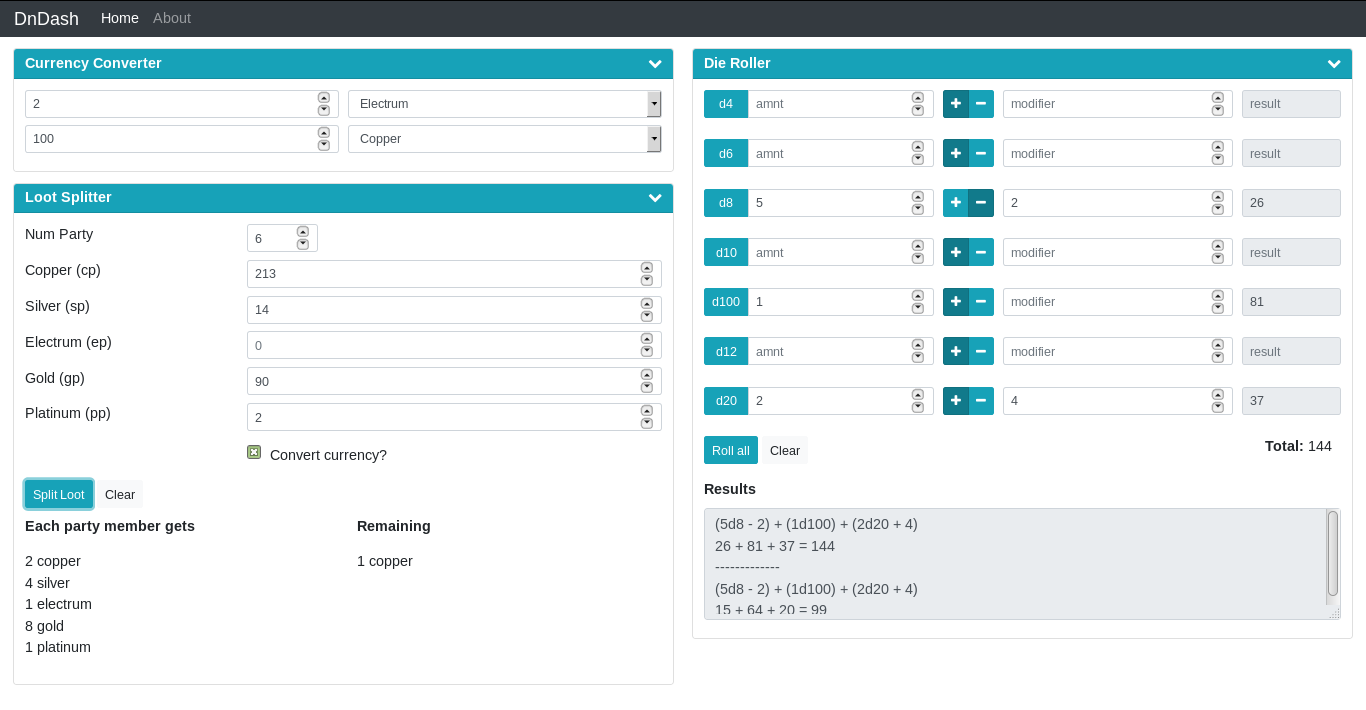 DnDash Home About
Currency Converter
2 Electrum
100 Copper
Loot Splitter
Num Party 6
Copper (cp) 213
Silver (sp) 14
Electrum (ep) 0
Gold (gp) 90
Platinum (pp) 2
Convert currency?
Split Loot Clear
Each party member gets Remaining
2 copper 1 copper
4 silver
1 electrum
8 gold
1 platinum
Die Roller
d4 amnt + − modifier result
d6 amnt + − modifier result
d8 5 + − 2 26
d10 amnt + − modifier result
d100 1 + − modifier 81
d12 amnt + − modifier result
d20 2 + − 4 37
Roll all Clear Total: 144
Results
(5d8 - 2) + (1d100) + (2d20 + 4)
26 + 81 + 37 = 144
-------------
(5d8 - 2) + (1d100) + (2d20 + 4)
15 + 64 + 20 = 99